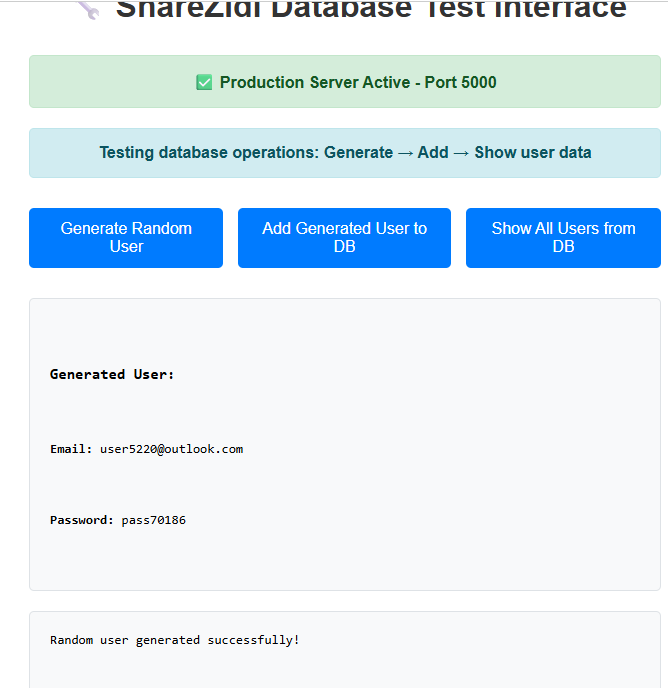 🔧 ShareZidi Database Test Interface
✅ Production Server Active - Port 5000
Testing database operations: Generate → Add → Show user data
Generate Random
User
Add Generated User to
DB
Show All Users from
DB
Generated User:
Email: user5220@outlook.com
Password: pass70186
Random user generated successfully!